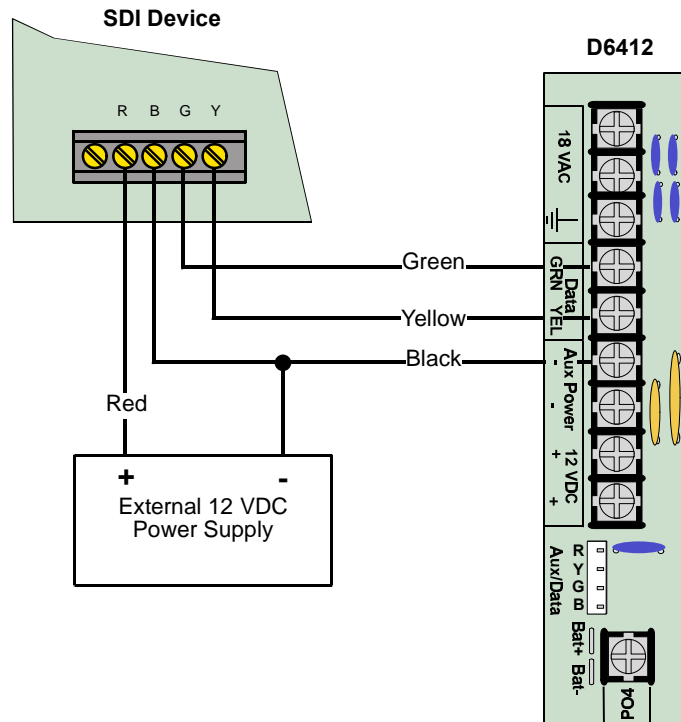 SDI Device
D6412
R B G Y
18 VAC
Green
GRN
Data
Yellow
YEL
Black
-
Aux Power
-
Red
+
12 VDC
+
+ -
External 12 VDC
Power Supply
R
Y
G
B
Aux/Data
Bat+ Bat-
PO4